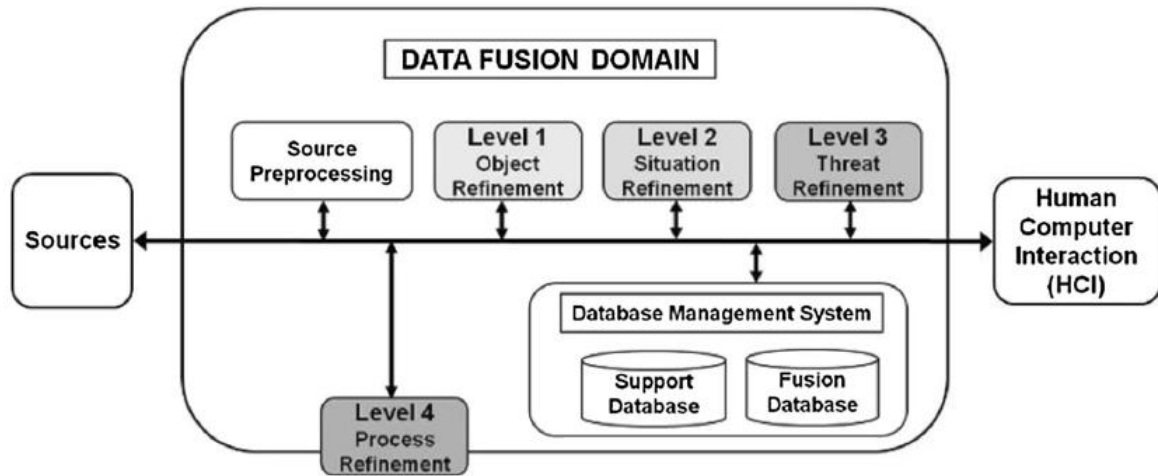 DATA FUSION DOMAIN
Source
Preprocessing
Level 1
Object
Refinement
Level 2
Situation
Refinement
Level 3
Threat
Refinement
Sources
Human
Computer
Interaction
(HCI)
Database Management System
Support
Database
Fusion
Database
Level 4
Process
Refinement